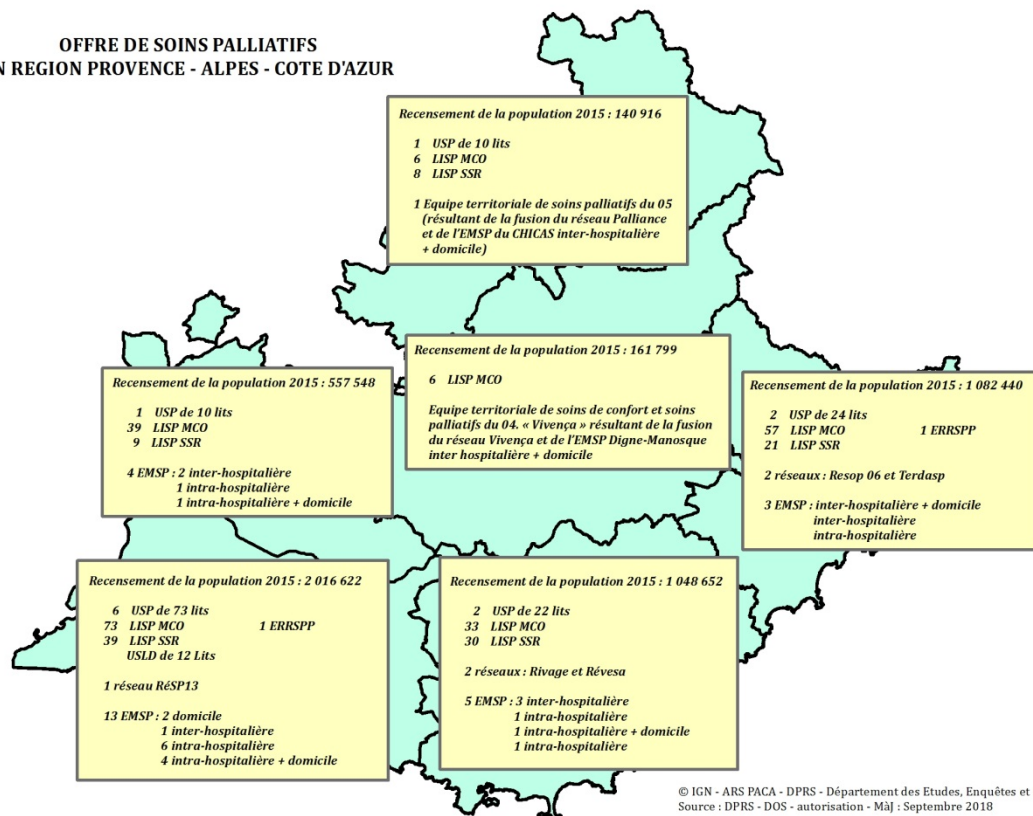 OFFRE DE SOINS PALLIATIFS
N REGION PROVENCE - ALPES - COTE D'AZUR
Recensement de la population 2015 : 140 916
1 USP de 10 lits
6 LISP MCO
8 LISP SSR
1 Equipe territoriale de soins palliatifs du 05
(résultant de la fusion du réseau Palliance
et de l'EMSP du CHICAS inter-hospitalière
+ domicile)
Recensement de la population 2015 : 161 799
6 LISP MCO
Equipe territoriale de soins de confort et soins
palliatifs du 04. « Vivença » résultant de la fusion
du réseau Vivença et de l'EMSP Digne-Manosque
inter hospitalière + domicile
Recensement de la population 2015 : 557 548
1 USP de 10 lits
39 LISP MCO
9 LISP SSR
4 EMSP : 2 inter-hospitalière
1 intra-hospitalière
1 intra-hospitalière + domicile
Recensement de la population 2015 : 1 082 440
2 USP de 24 lits
57 LISP MCO 1 ERRSPP
21 LISP SSR
2 réseaux : Resop 06 et Terdasp
3 EMSP : inter-hospitalière + domicile
inter-hospitalière
intra-hospitalière
Recensement de la population 2015 : 2 016 622
6 USP de 73 lits
73 LISP MCO 1 ERRSPP
39 LISP SSR
USLD de 12 Lits
1 réseau RéSP13
13 EMSP : 2 domicile
1 inter-hospitalière
6 intra-hospitalière
4 intra-hospitalière + domicile
Recensement de la population 2015 : 1 048 652
2 USP de 22 lits
33 LISP MCO
30 LISP SSR
2 réseaux : Rivage et Révesa
5 EMSP : 3 inter-hospitalière
1 intra-hospitalière
1 intra-hospitalière + domicile
1 intra-hospitalière
© IGN - ARS PACA - DPRS - Département des Etudes, Enquêtes et
Source : DPRS - DOS - autorisation - MàJ : Septembre 2018